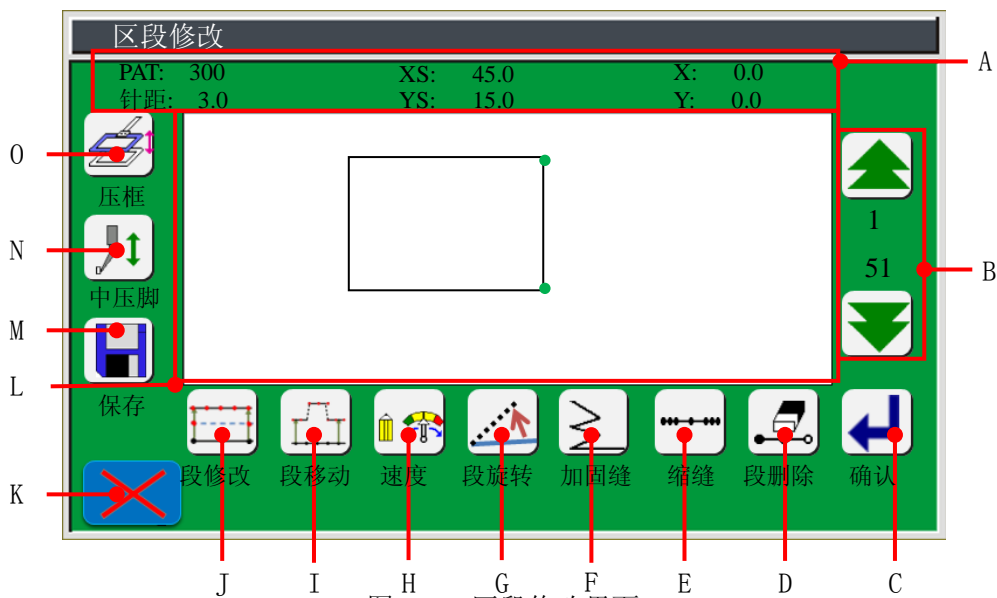 区段修改
PAT: 300 XS: 45.0 X: 0.0
针距: 3.0 YS: 15.0 Y: 0.0
A
O
压框
1
N
51
B
中压脚
M
L
保存
段修改 段移动 速度 段旋转 加固缝 缩缝 段删除 确认
K
J I H G F E D C